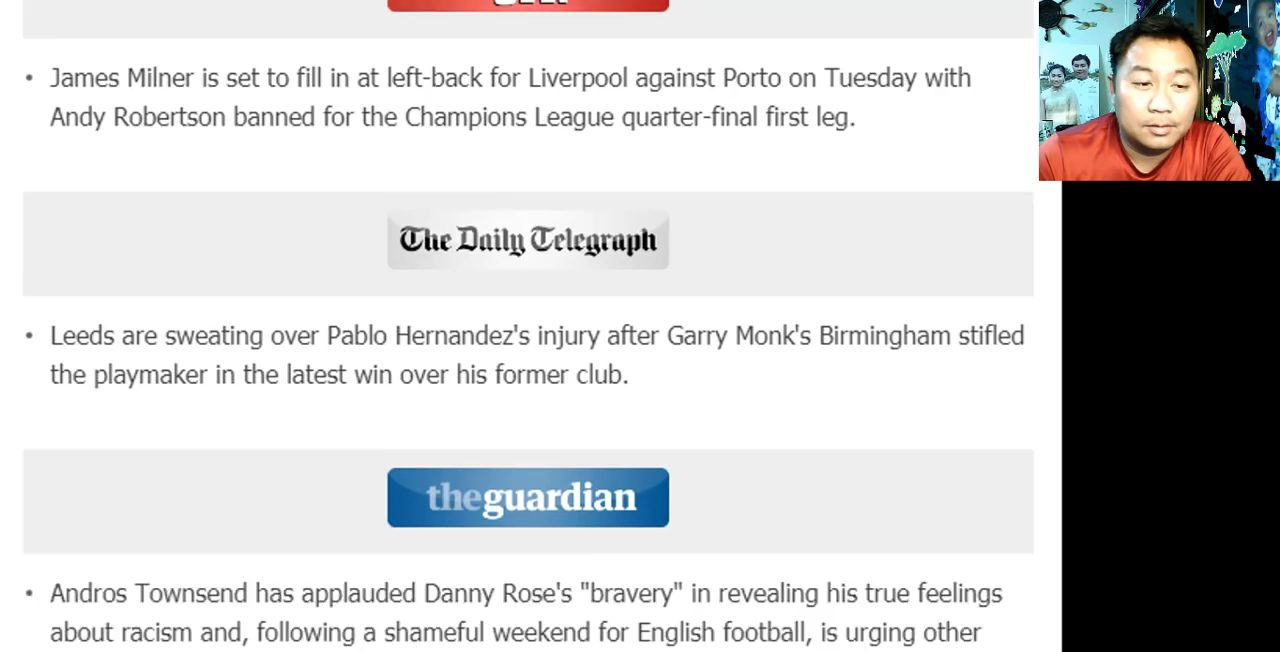 • James Milner is set to fill in at left-back for Liverpool against Porto on Tuesday with
Andy Robertson banned for the Champions League quarter-final first leg.
The Daily Telegraph
• Leeds are sweating over Pablo Hernandez's injury after Garry Monk's Birmingham stifled
the playmaker in the latest win over his former club.
theguardian
• Andros Townsend has applauded Danny Rose's "bravery" in revealing his true feelings
about racism and, following a shameful weekend for English football, is urging other